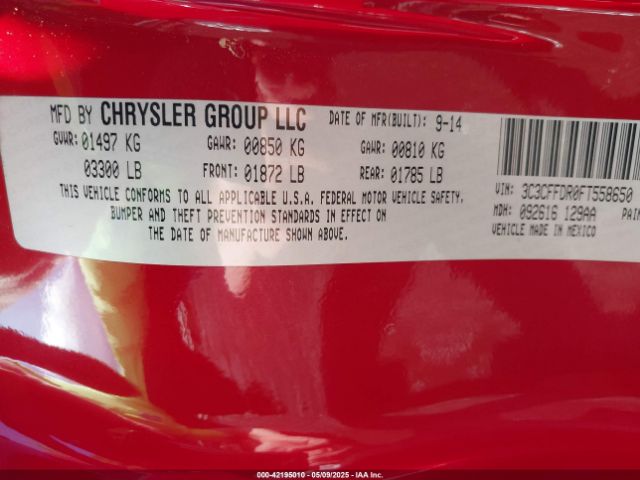 MFD BY CHRYSLER GROUP LLC DATE OF MFR(BUILT): 9-14
GVWR: 01497 KG GAWR: 00850 KG GAWR: 00810 KG
03300 LB FRONT: 01872 LB REAR: 01785 LB
THIS VEHICLE CONFORMS TO ALL APPLICABLE U.S.A. FEDERAL MOTOR VEHICLE SAFETY,
BUMPER AND THEFT PREVENTION STANDARDS IN EFFECT ON
THE DATE OF MANUFACTURE SHOWN ABOVE.
VIN: 3C3CFFDR0FT558650
MDH: 092616 129AA PAIN
VEHICLE MADE IN MEXICO
000-42195010 | 05/09/2025 | IAA Inc.